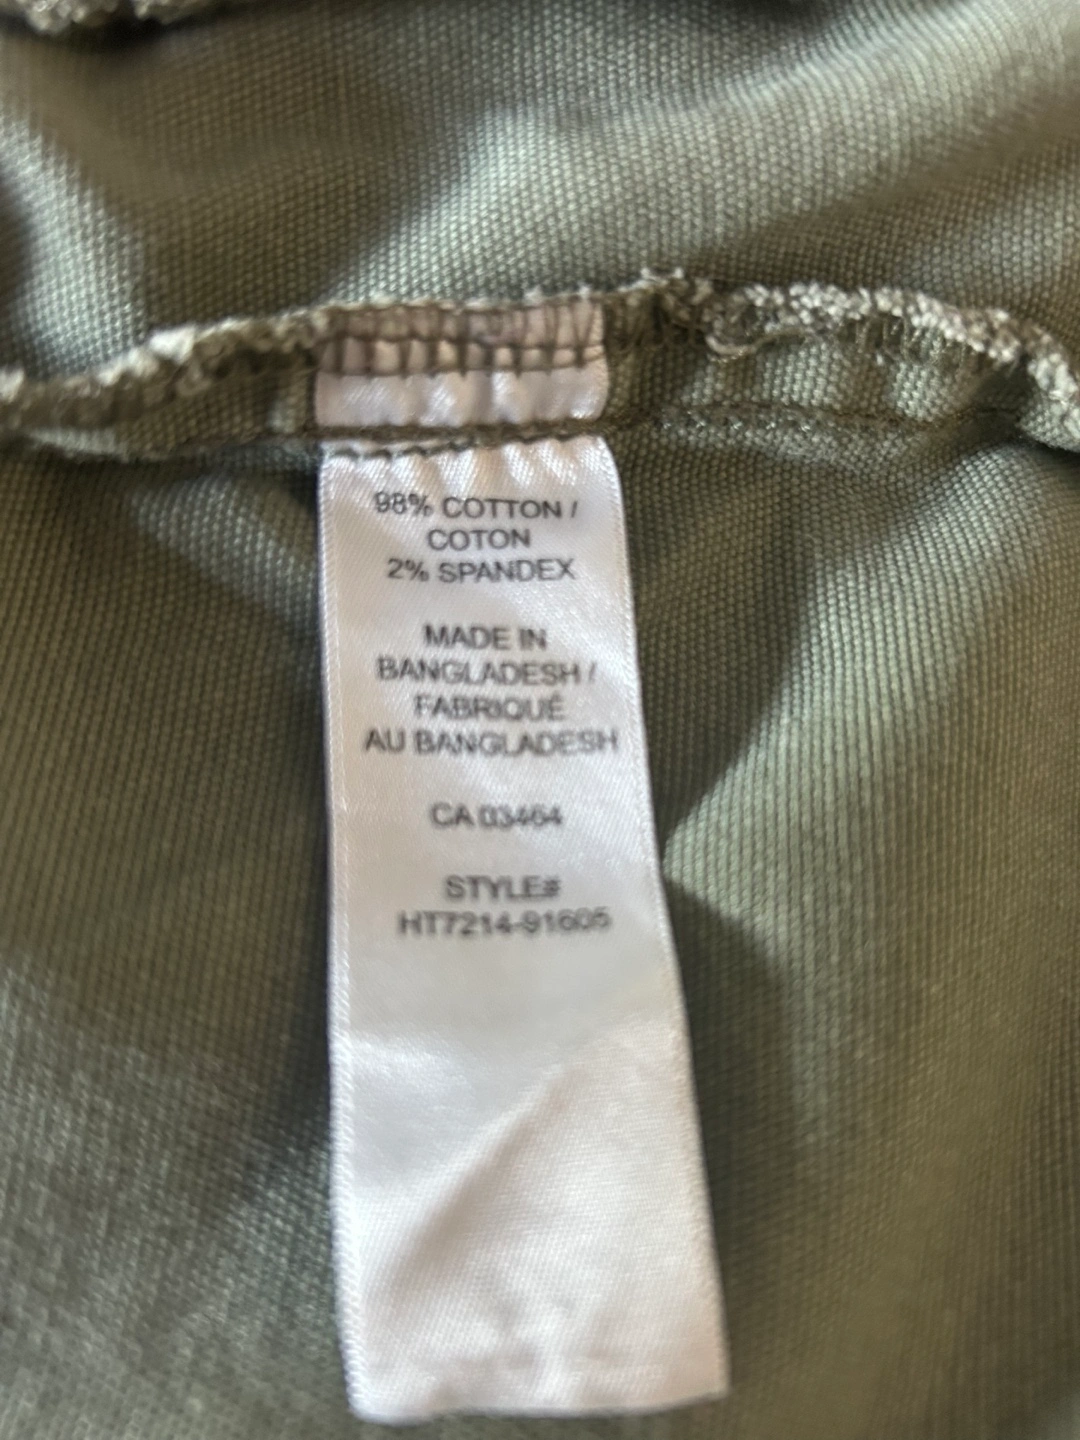 98% COTTON /
COTON
2% SPANDEX
MADE IN
BANGLADESH /
FABRIQUÉ
AU BANGLADESH
CA 03464
STYLE#
HT7214-91605